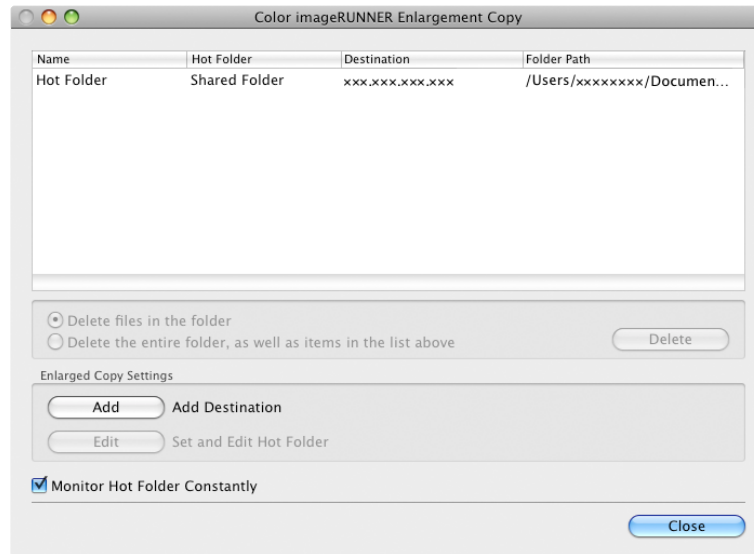 Color imageRUNNER Enlargement Copy
Name Hot Folder Destination Folder Path
Hot Folder Shared Folder xxx.xxx.xxx.xxx /Users/xxxxxxxx/Documen...
Delete files in the folder
Delete the entire folder, as well as items in the list above
Delete
Enlarged Copy Settings
Add Add Destination
Edit Set and Edit Hot Folder
Monitor Hot Folder Constantly
Close